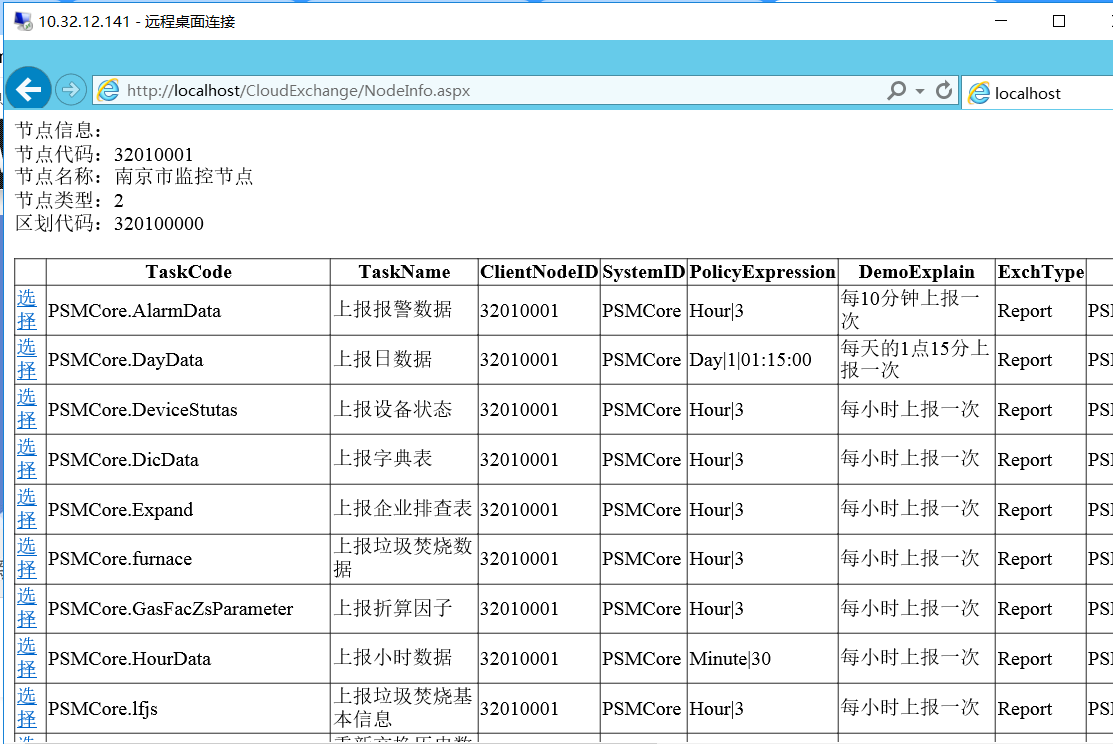 10.32.12.141 - 远程桌面连接
http://localhost/CloudExchange/NodeInfo.aspx
localhost
节点信息：
节点代码：32010001
节点名称：南京市监控节点
节点类型：2
区划代码：320100000
TaskCode TaskName ClientNodeID SystemID PolicyExpression DemoExplain ExchType
选择 PSMCore.AlarmData 上报报警数据 32010001 PSMCore Hour|3 每10分钟上报一次 Report PS
选择 PSMCore.DayData 上报日数据 32010001 PSMCore Day|1|01:15:00 每天的1点15分上报一次 Report PS
选择 PSMCore.DeviceStutas 上报设备状态 32010001 PSMCore Hour|3 每小时上报一次 Report PS
选择 PSMCore.DicData 上报字典表 32010001 PSMCore Hour|3 每小时上报一次 Report PS
选择 PSMCore.Expand 上报企业排查表 32010001 PSMCore Hour|3 每小时上报一次 Report PS
选择 PSMCore.furnace 上报垃圾焚烧数据 32010001 PSMCore Hour|3 每小时上报一次 Report PS
选择 PSMCore.GasFacZsParameter 上报折算因子 32010001 PSMCore Hour|3 每小时上报一次 Report PS
选择 PSMCore.HourData 上报小时数据 32010001 PSMCore Minute|30 每小时上报一次 Report PS
选择 PSMCore.lfjs 上报垃圾焚烧基本信息 32010001 PSMCore Hour|3 每小时上报一次 Report PS